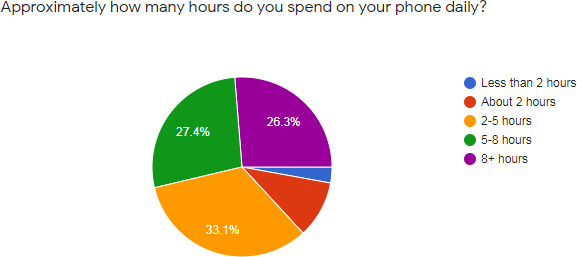 Approximately how many hours do you spend on your phone daily?
26.3%
27.4%
33.1%
Less than 2 hours
About 2 hours
2-5 hours
5-8 hours
8+ hours